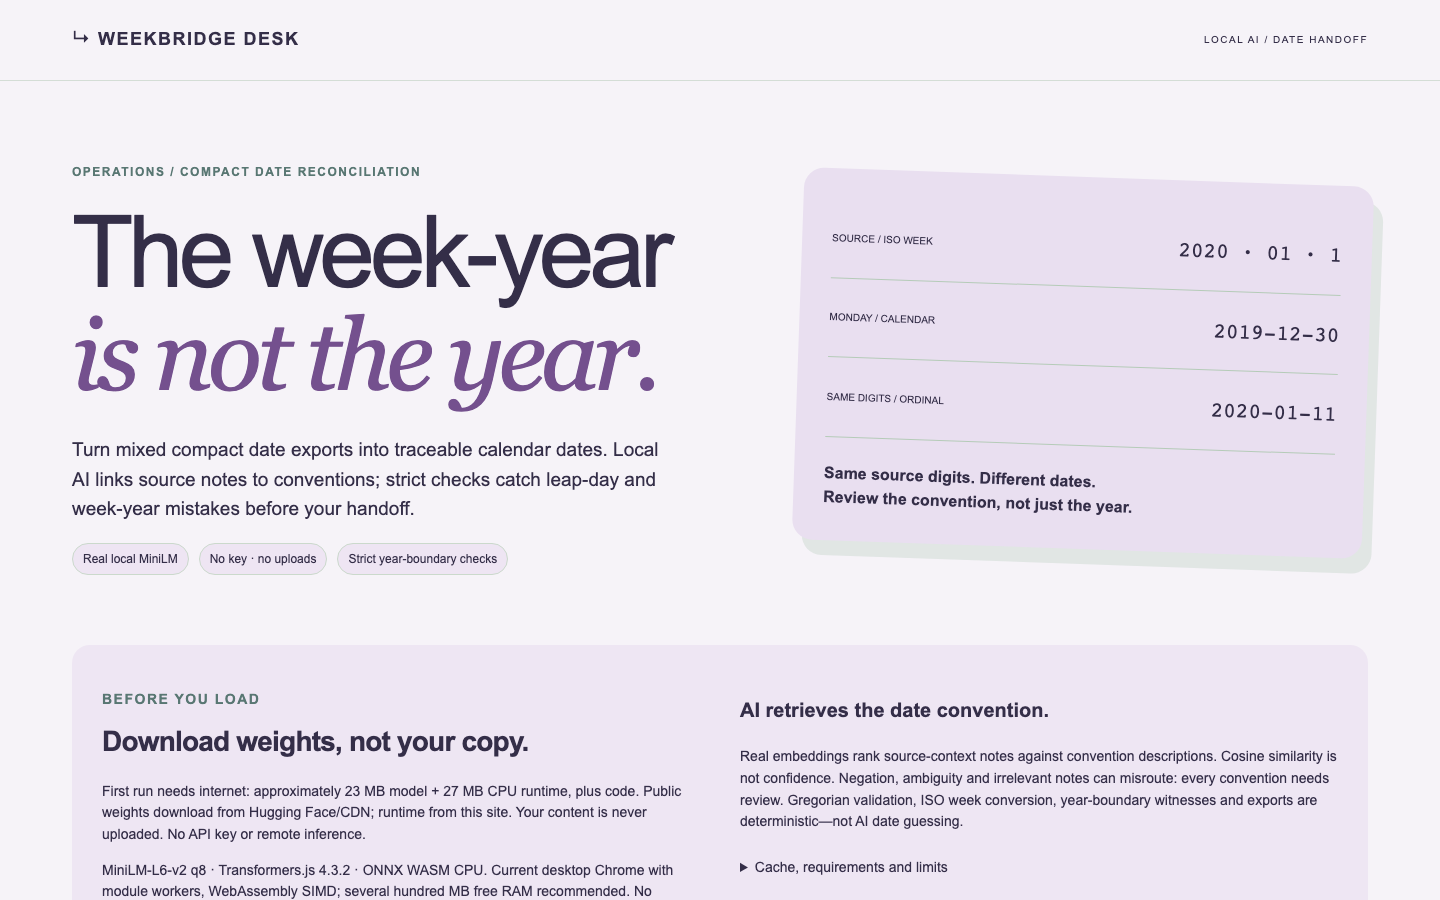 ↳ WEEKBRIDGE DESK
LOCAL AI / DATE HANDOFF
OPERATIONS / COMPACT DATE RECONCILIATION
The week-year
is not the year.
Turn mixed compact date exports into traceable calendar dates. Local
AI links source notes to conventions; strict checks catch leap-day and
week-year mistakes before your handoff.
Real local MiniLM
No key · no uploads
Strict year-boundary checks
SOURCE / ISO WEEK
2020 · 01 · 1
MONDAY / CALENDAR
2019–12–30
SAME DIGITS / ORDINAL
2020–01–11
Same source digits. Different dates.
Review the convention, not just the year.
BEFORE YOU LOAD
Download weights, not your copy.
First run needs internet: approximately 23 MB model + 27 MB CPU runtime, plus code. Public
weights download from Hugging Face/CDN; runtime from this site. Your content is never
uploaded. No API key or remote inference.
MiniLM-L6-v2 q8 · Transformers.js 4.3.2 · ONNX WASM CPU. Current desktop Chrome with
module workers, WebAssembly SIMD; several hundred MB free RAM recommended. No
AI retrieves the date convention.
Real embeddings rank source-context notes against convention descriptions. Cosine similarity is
not confidence. Negation, ambiguity and irrelevant notes can misroute: every convention needs
review. Gregorian validation, ISO week conversion, year-boundary witnesses and exports are
deterministic—not AI date guessing.
▶ Cache, requirements and limits